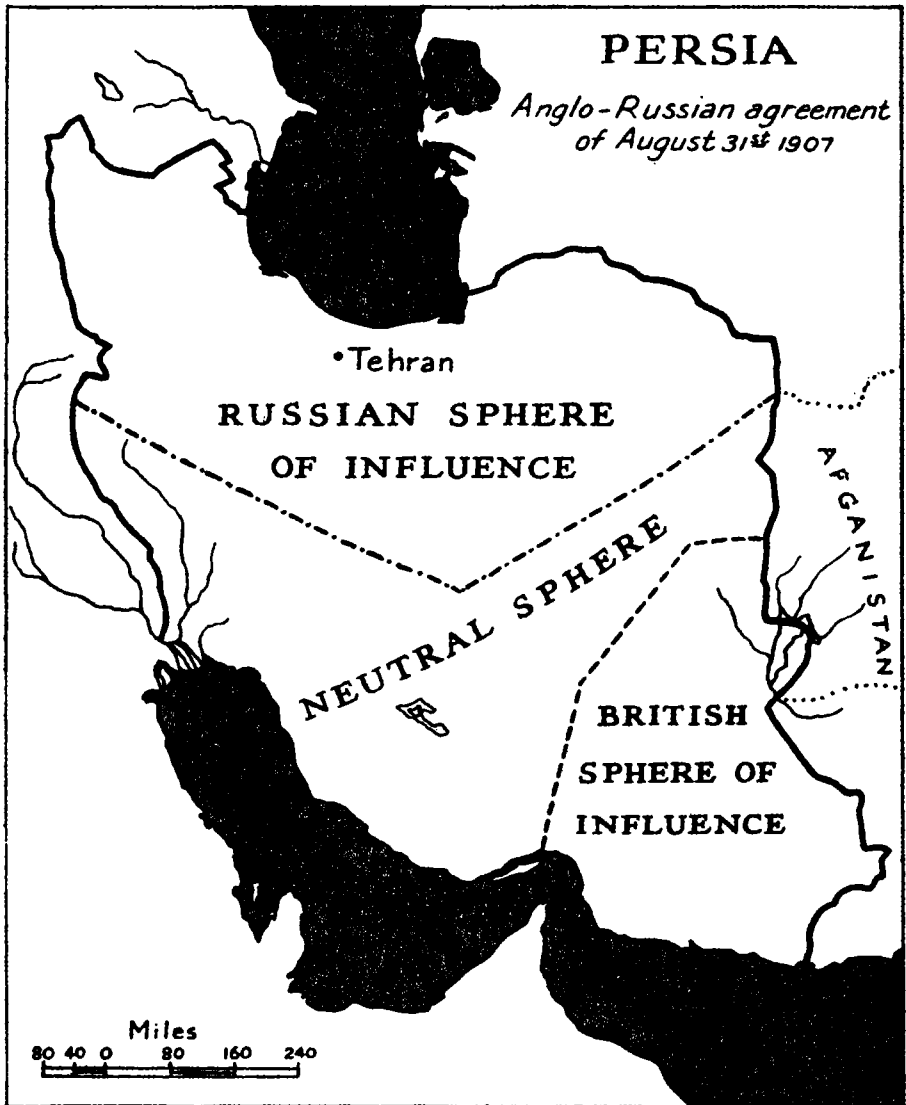 PERSIA
Anglo-Russian agreement
of August 31st 1907
•Tehran
RUSSIAN SPHERE
OF INFLUENCE
AFGANISTAN
NEUTRAL SPHERE
BRITISH
SPHERE OF
INFLUENCE
Miles
80 40 0 80 160 240